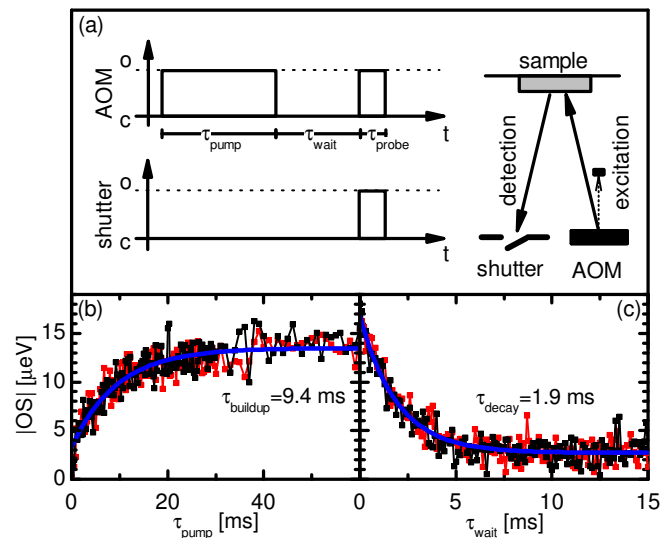 (a)
O
AOM
C
τpump
τwait
τprobe
t
O
shutter
C
t
sample
detection
excitation
shutter
AOM
(b)
|OS| [μeV]
15
10
5
0
τbuildup=9.4 ms
0
20
40
τpump [ms]
(c)
τdecay=1.9 ms
0
5
10
15
τwait [ms]